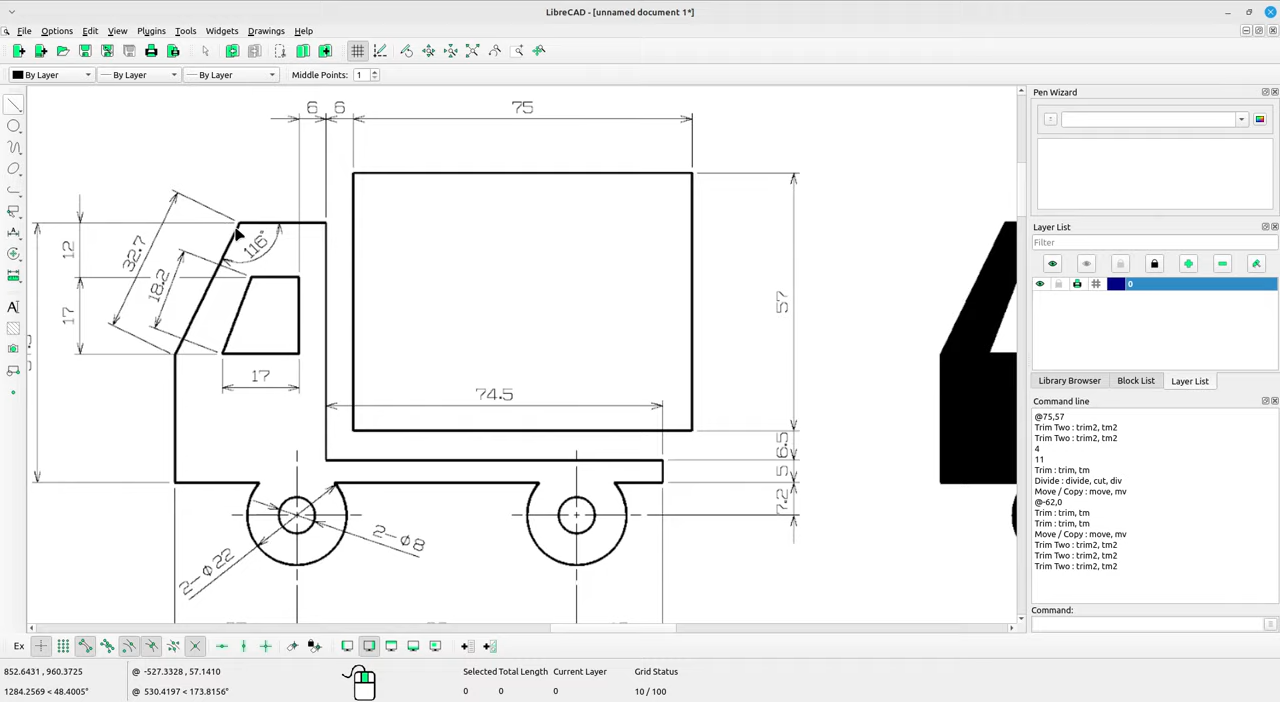 LibreCAD - [unnamed document 1*]
File Options Edit View Plugins Tools Widgets Drawings Help
By Layer By Layer By Layer Middle Points: 1
Pen Wizard
6 6 75
12
32.7
116°
18.2
17
17
57
74.5
6.5
5
7.2
2-Φ8
2-Φ22
Layer List
Filter
0
Library Browser Block List Layer List
Command line
@75,57
Trim Two : trim2, tm2
Trim Two : trim2, tm2
4
11
Trim : trim, tm
Divide : divide, cut, div
Move / Copy : move, mv
@-62,0
Trim : trim, tm
Trim : trim, tm
Move / Copy : move, mv
Trim Two : trim2, tm2
Trim Two : trim2, tm2
Trim Two : trim2, tm2
Command:
Ex
852.6431 , 960.3725 @ -527.3328 , 57.1410 Selected Total Length Current Layer Grid Status
1284.2569 < 48.4005° @ 530.4197 < 173.8156° 0 0 0 10 / 100